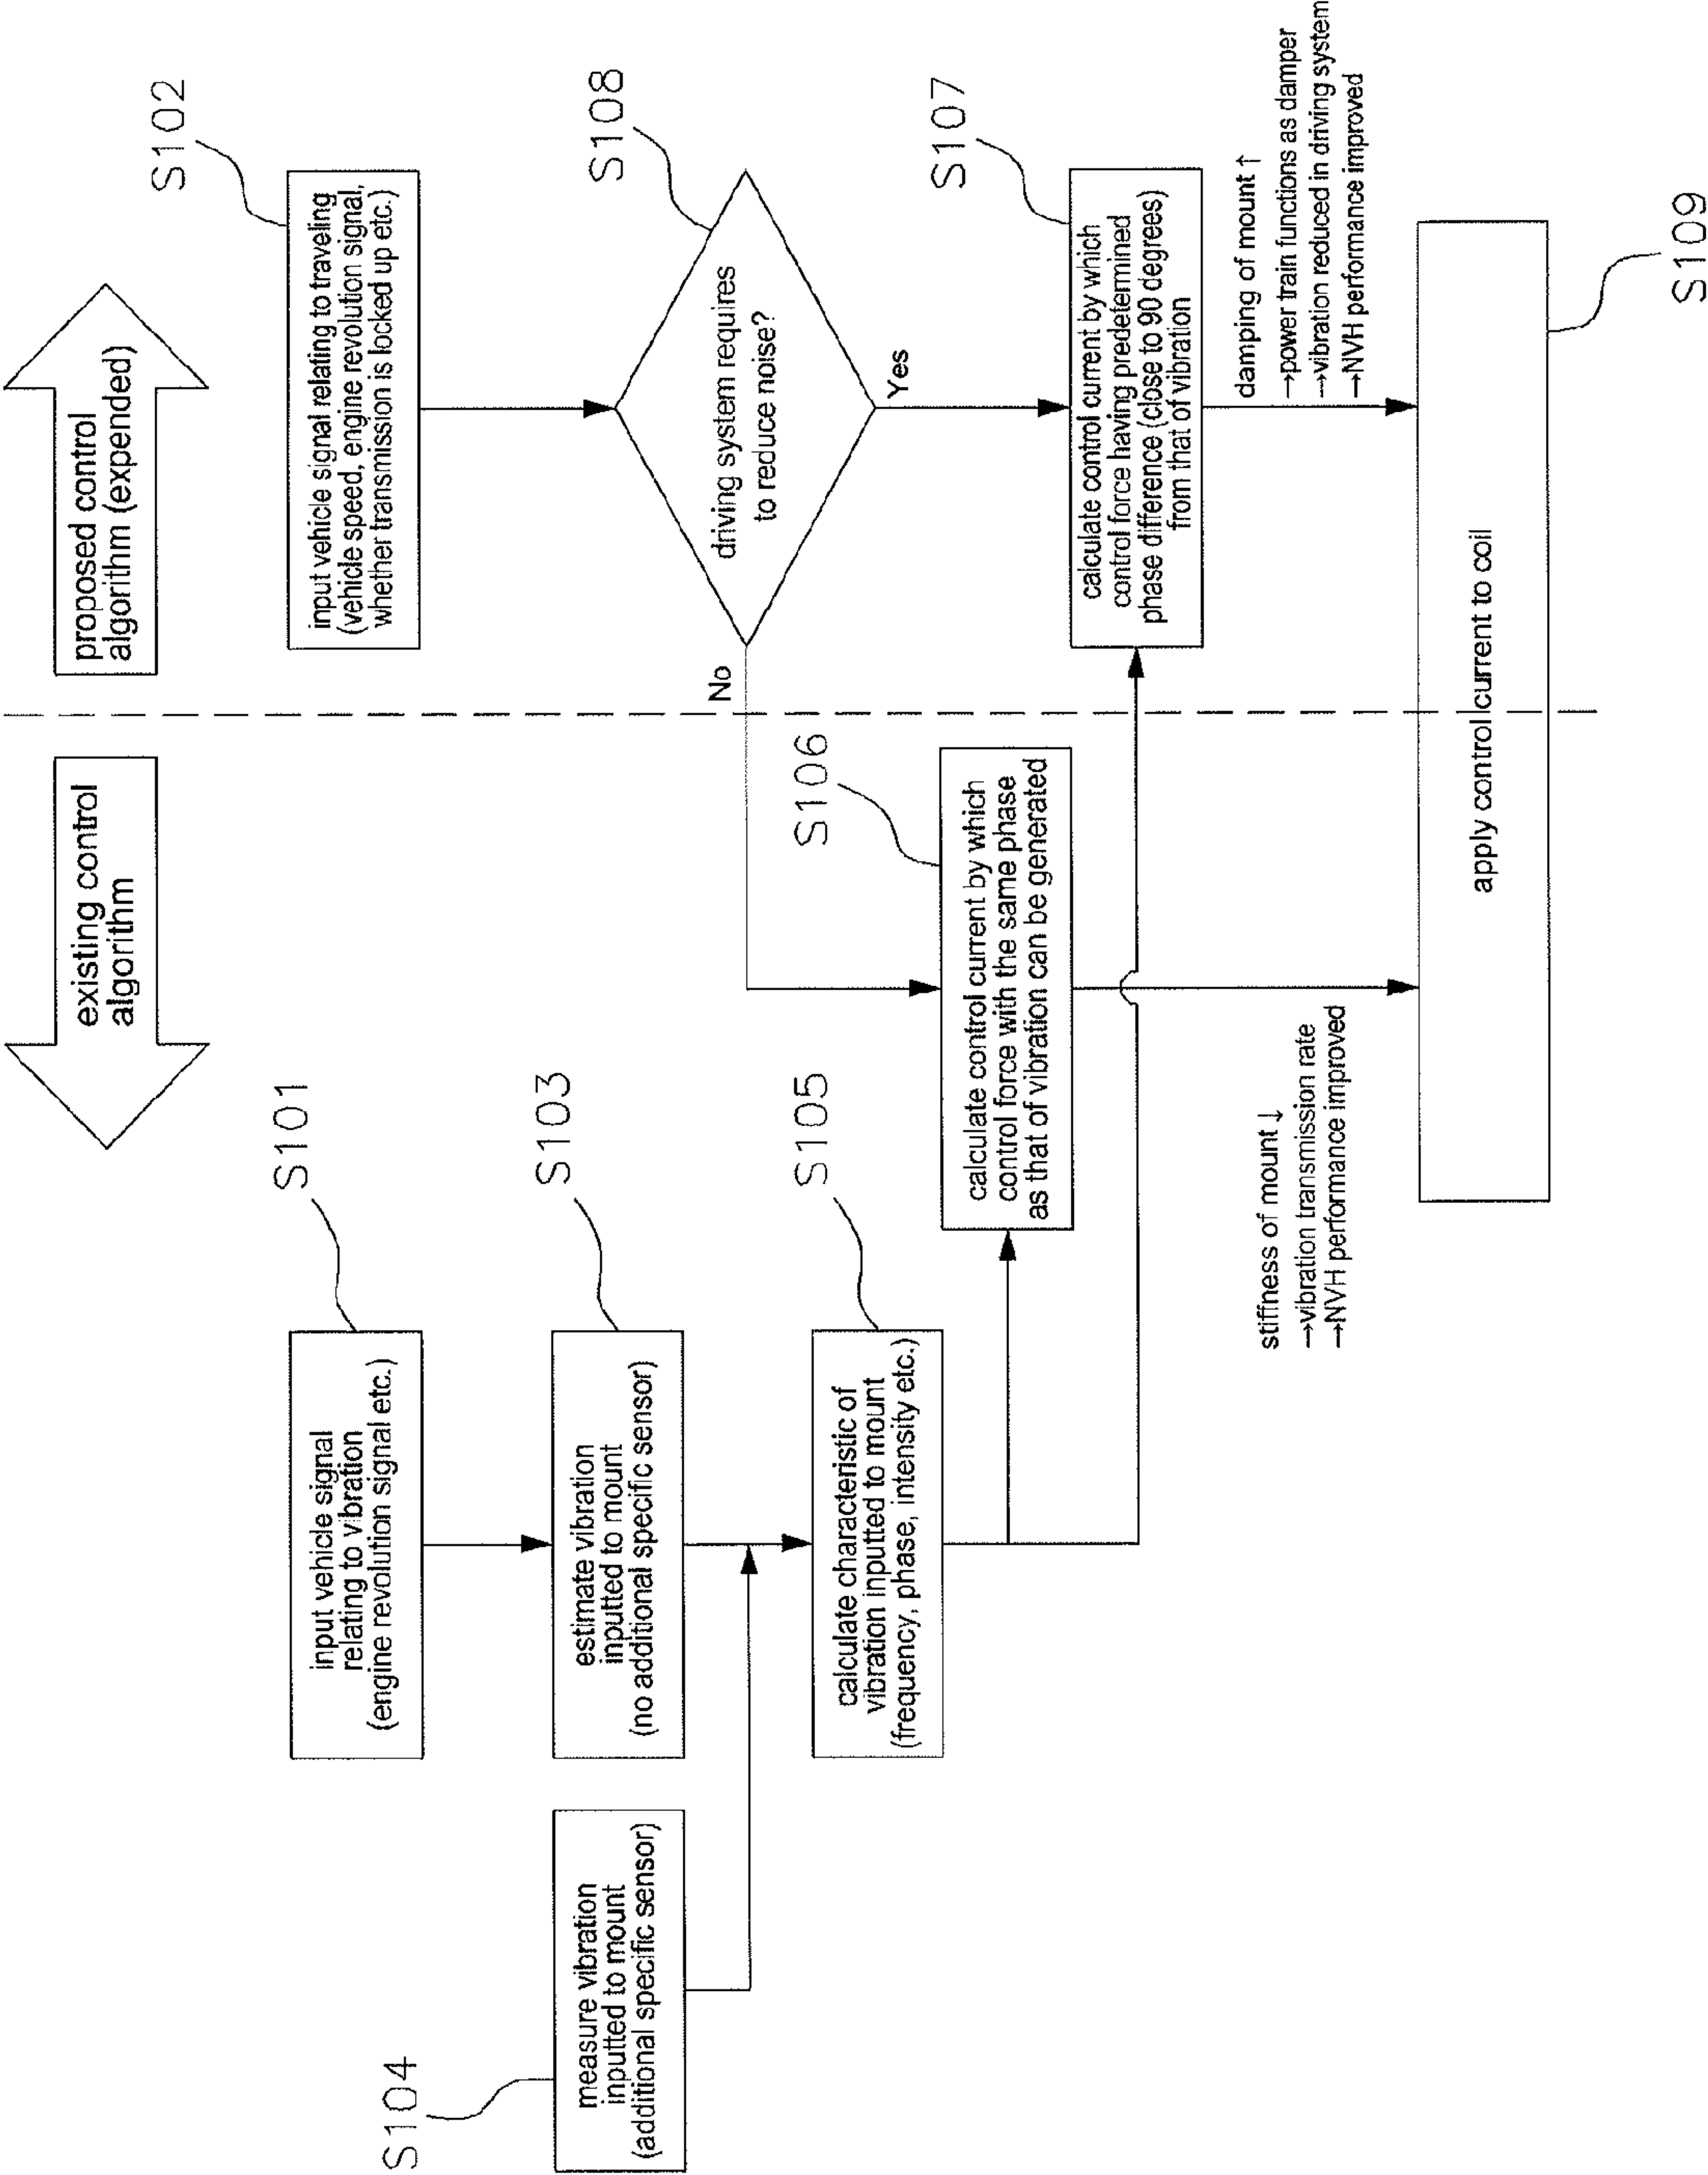 existing control
algorithm
proposed control
algorithm (expended)
S101
input vehicle signal
relating to vibration
(engine revolution signal etc.)
S102
input vehicle signal relating to traveling
(vehicle speed, engine revolution signal,
whether transmission is locked up etc.)
S104
measure vibration
inputted to mount
(additional specific sensor)
S103
estimate vibration
inputted to mount
(no additional specific sensor)
S108
driving system requires
to reduce noise?
No
Yes
S105
calculate characteristic of
vibration inputted to mount
(frequency, phase, intensity etc.)
S106
calculate control current by which
control force with the same phase
as that of vibration can be generated
S107
calculate control current by which
control force having predetermined
phase difference (close to 90 degrees)
from that of vibration
stiffness of mount ↓
→vibration transmission rate
→NVH performance improved
damping of mount ↑
→power train functions as damper
→vibration reduced in driving system
→NVH performance improved
apply control current to coil
S109